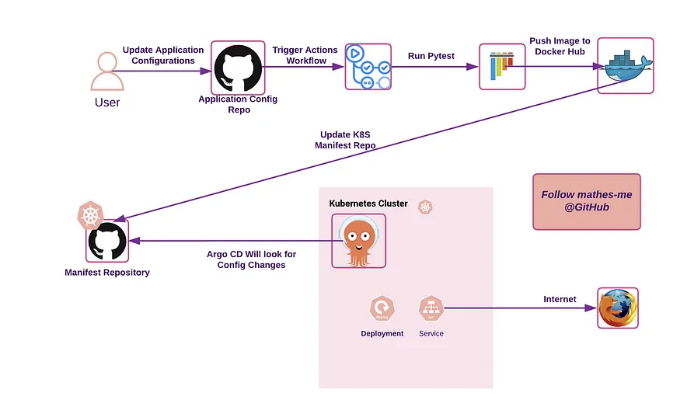 Update Application
Configurations
Trigger Actions
Workflow
Run Pytest
Push Image to
Docker Hub
User
Application Config
Repo
Update K8S
Manifest Repo
Kubernetes Cluster
Follow mathes-me
@GitHub
Argo CD Will look for
Config Changes
Manifest Repository
Internet
Deployment
Service